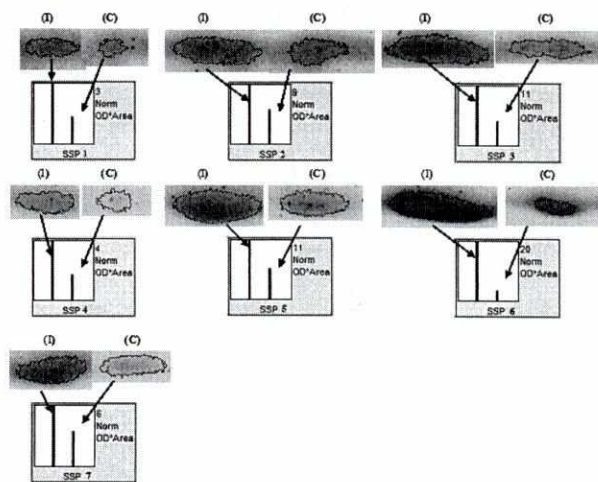 (I) (C) (I) (C) (I) (C)
3
Norm
OD*Area
SSP 1
9
Norm
OD*Area
SSP 2
11
Norm
OD*Area
SSP 3
(I) (C) (I) (C) (I) (C)
4
Norm
OD*Area
SSP 4
11
Norm
OD*Area
SSP 5
20
Norm
OD*Area
SSP 6
(I) (C)
6
Norm
OD*Area
SSP 7